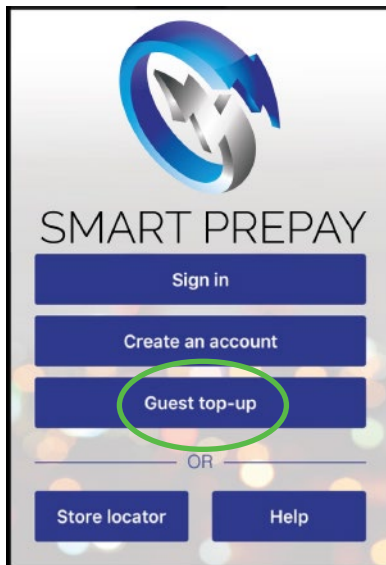 SMART PREPAY
Sign in
Create an account
Guest top-up
OR
Store locator
Help